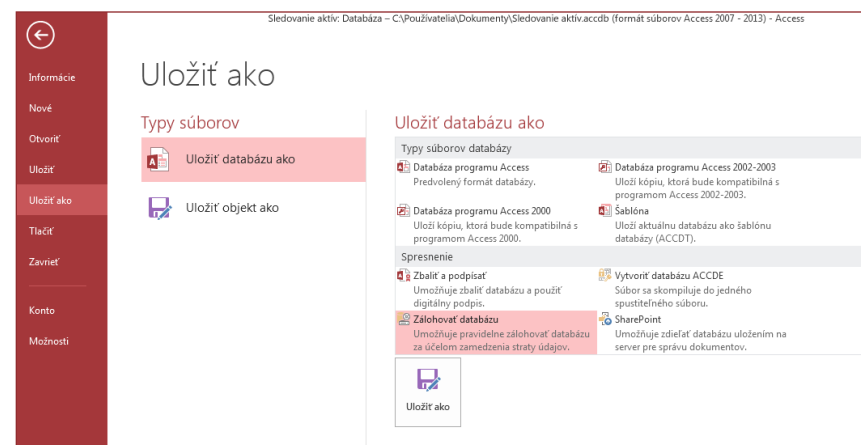 Sledovanie aktív: Databáza – C:\Používatelia\Dokumenty\Sledovanie aktív.accdb (formát súborov Access 2007 - 2013) - Access
Informácie
Nové
Otvoriť
Uložiť
Uložiť ako
Tlačiť
Zavrieť
Konto
Možnosti
Uložiť ako
Typy súborov
Uložiť databázu ako
Uložiť objekt ako
Uložiť databázu ako
Typy súborov databázy
Databáza programu Access
Predvolený formát databázy.
Databáza programu Access 2002-2003
Uloží kópiu, ktorá bude kompatibilná s
programom Access 2002-2003.
Databáza programu Access 2000
Uloží kópiu, ktorá bude kompatibilná s
programom Access 2000.
Šablóna
Uloží aktuálnu databázu ako šablónu
databázy (ACCDT).
Spresnenie
Zbaliť a podpísať
Umožňuje zbaliť databázu a použiť
digitálny podpis.
Vytvoriť databázu ACCDE
Súbor sa skompiluje do jedného
spustiteľného súboru.
Zálohovať databázu
Umožňuje pravidelne zálohovať databázu
za účelom zamedzenia straty údajov.
SharePoint
Umožňuje zdieľať databázu uložením na
server pre správu dokumentov.
Uložiť ako